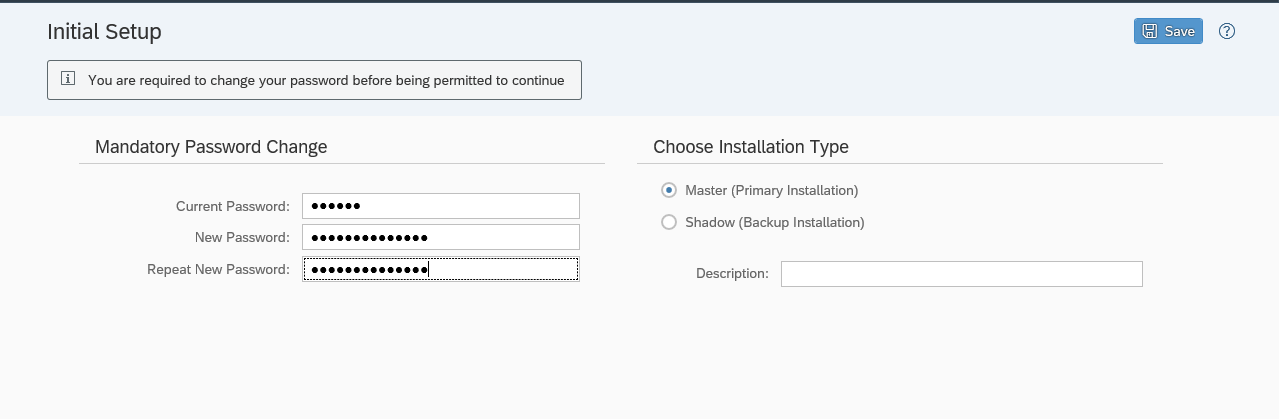 Initial Setup
Save
You are required to change your password before being permitted to continue
Mandatory Password Change
Current Password: ••••••
New Password: ••••••••••••••
Repeat New Password: ••••••••••••••
Choose Installation Type
Master (Primary Installation)
Shadow (Backup Installation)
Description: